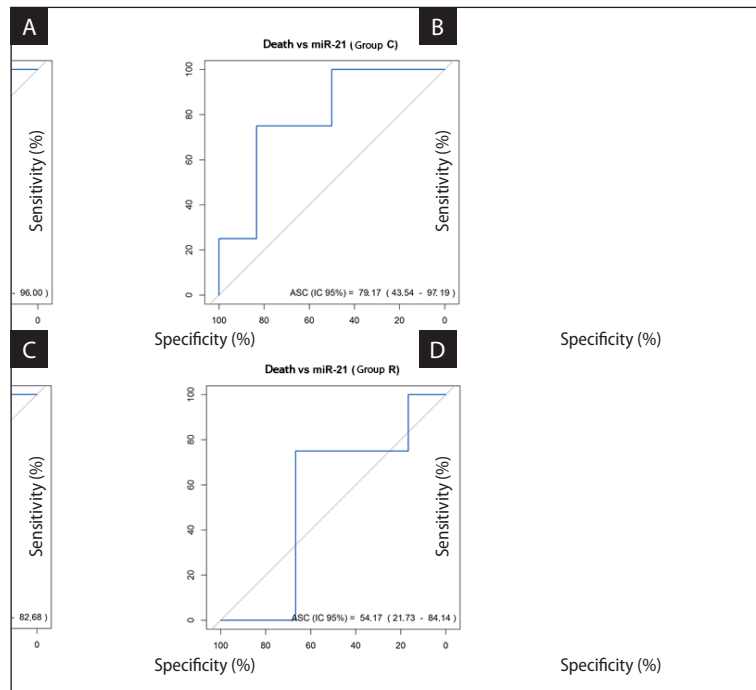 A
B
Death vs miR-21 (Group C)
100
80
60
40
20
0
Sensitivity (%)
Sensitivity (%)
- 96.00 )
ASC (IC 95%) = 79.17 ( 43.54 - 97.19 )
0
100 80 60 40 20 0
Specificity (%)
Specificity (%)
C
D
Death vs miR-21 (Group R)
100
80
60
40
20
0
Sensitivity (%)
Sensitivity (%)
- 82,68 )
ASC (IC 95%) = 54.17 ( 21.73 - 84.14 )
0
100 80 60 40 20 0
Specificity (%)
Specificity (%)